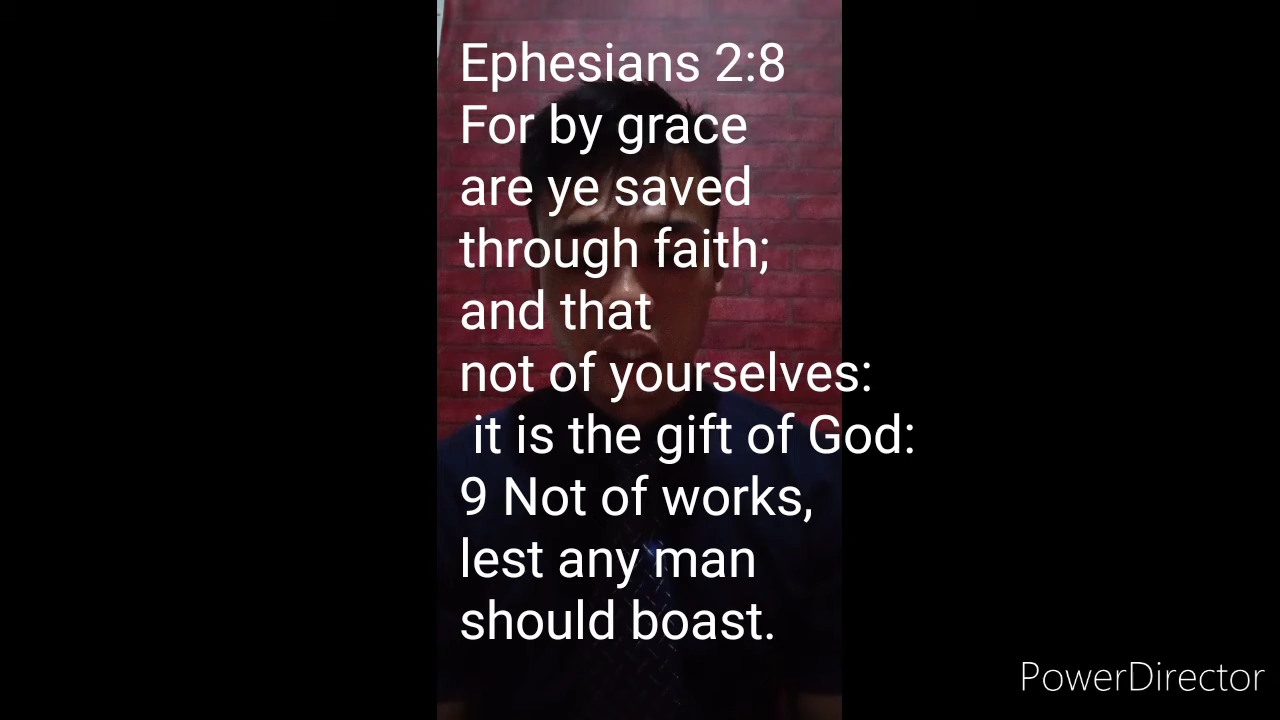 Ephesians 2:8
For by grace
are ye saved
through faith;
and that
not of yourselves:
it is the gift of God:
9 Not of works,
lest any man
should boast.
PowerDirector